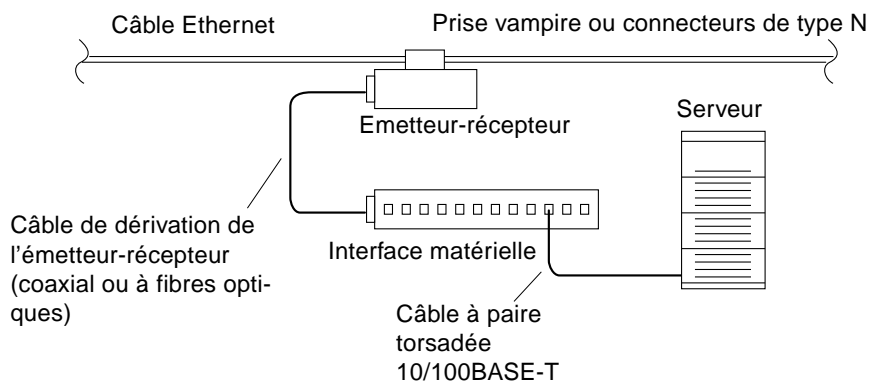 Câble Ethernet
Prise vampire ou connecteurs de type N
Serveur
Emetteur-récepteur
Câble de dérivation de
l’émetteur-récepteur
(coaxial ou à fibres opti-
ques)
Interface matérielle
Câble à paire
torsadée
10/100BASE-T